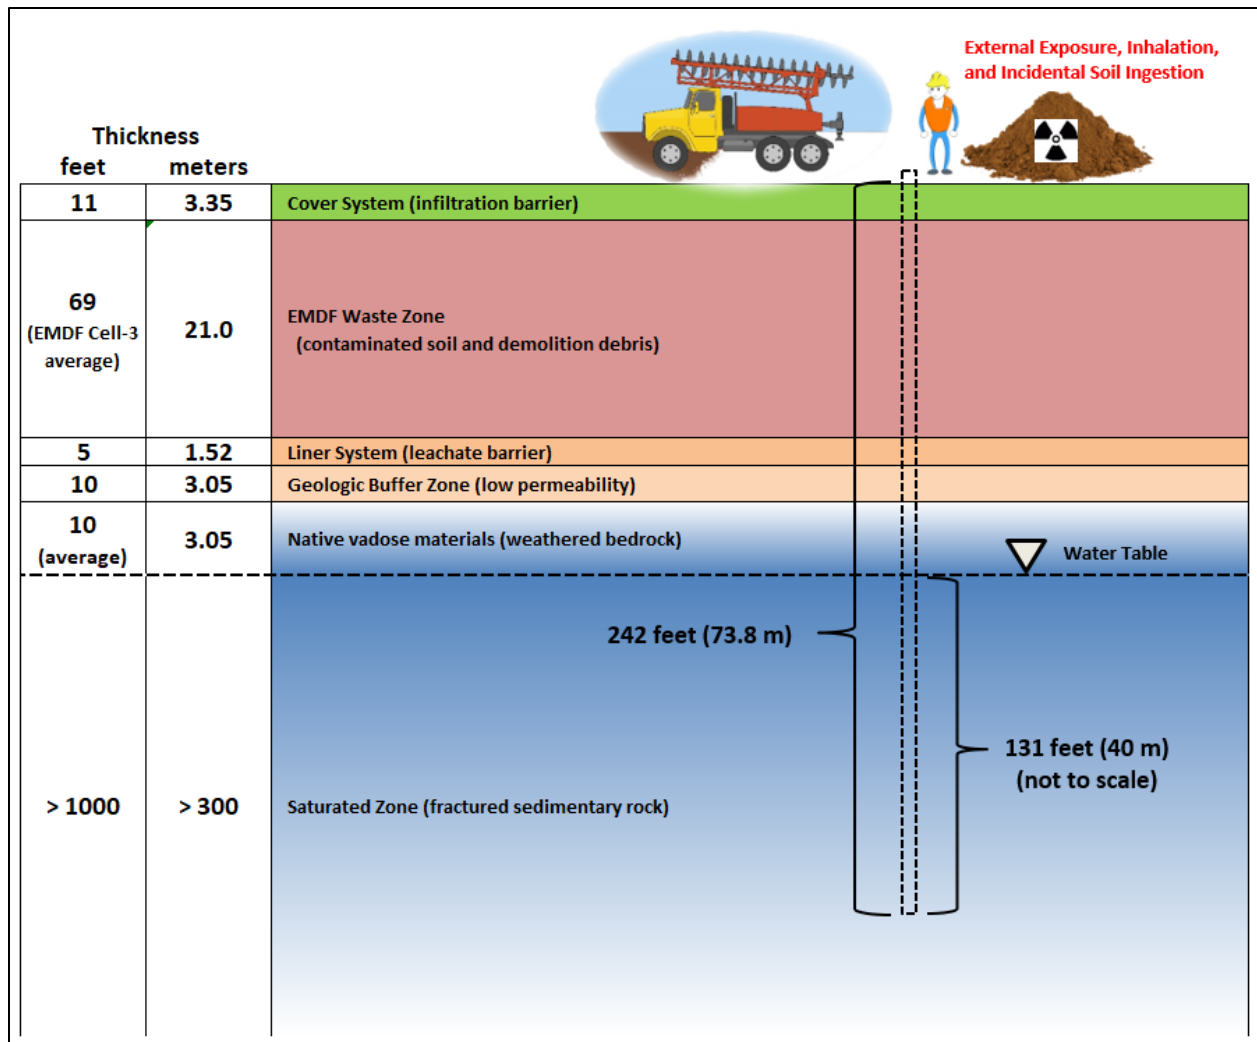 External Exposure, Inhalation,
and Incidental Soil Ingestion
Thickness
feet meters
11 3.35 Cover System (infiltration barrier)
69
(EMDF Cell-3
average)
21.0
EMDF Waste Zone
(contaminated soil and demolition debris)
5 1.52 Liner System (leachate barrier)
10 3.05 Geologic Buffer Zone (low permeability)
10
(average)
3.05
Native vadose materials (weathered bedrock)
Water Table
242 feet (73.8 m)
131 feet (40 m)
(not to scale)
> 1000 > 300 Saturated Zone (fractured sedimentary rock)